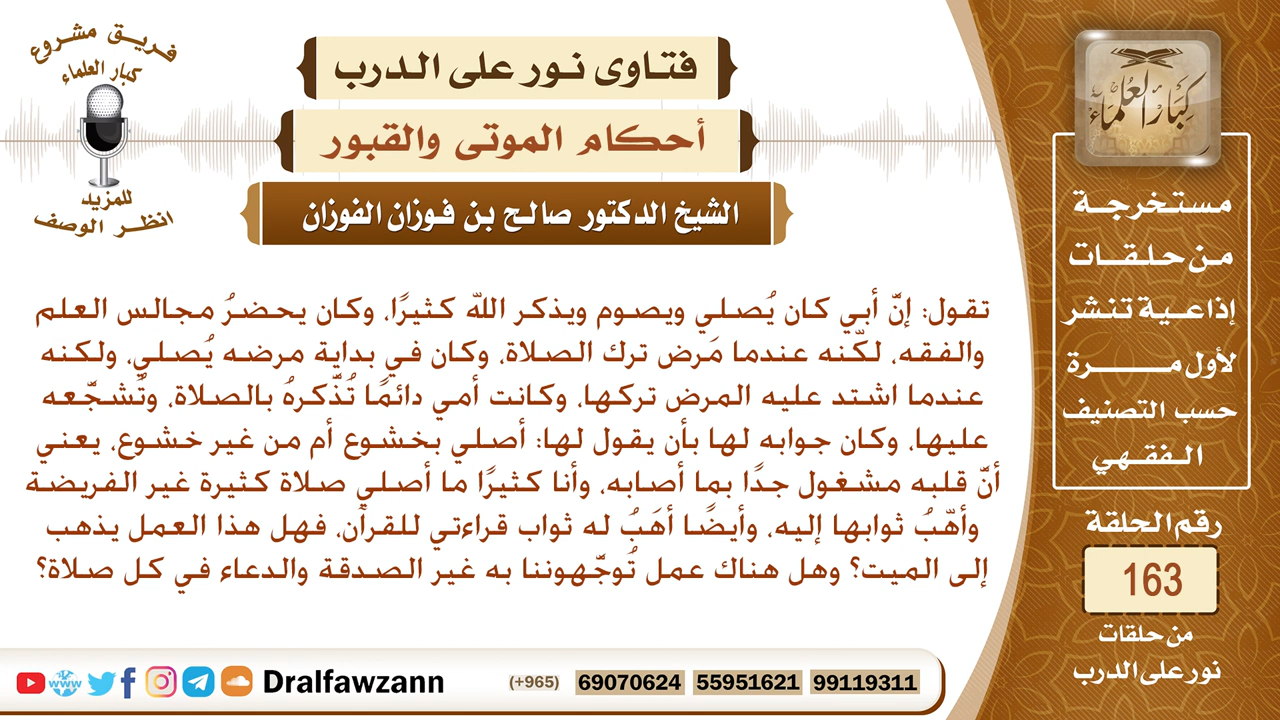 فريق مشروع
كبار العلماء
للمزيد
انظر الوصف
فتاوى نور على الدرب
أحكام الموتى والقبور
الشيخ الدكتور صالح بن فوزان الفوزان
تقول: إنّ أبي كان يُصلي ويصوم ويذكر الله كثيرًا، وكان يحضرُ مجالس العلم
والفقه، لكنّه عندما مَرض ترك الصلاة، وكان في بداية مرضه يُصلي، ولكنه
عندما اشتد عليه المرض تركها، وكانت أمي دائمًا تُذّكرهُ بالصلاة، وتُشجّعه
عليها، وكان جوابه لها بأن يقول لها: أصلي بخشوع أم من غير خشوع، يعني
أنّ قلبه مشغول جدًا بما أصابه، وأنا كثيرًا ما أصلي صلاة كثيرة غير الفريضة
وأهّبُ ثوابها إليه، وأيضًا أهَبُ له ثواب قراءتي للقرآن، فهل هذا العمل يذهب
إلى الميت؟ وهل هناك عمل تُوجّهوننا به غير الصدقة والدعاء في كل صلاة؟
كبار العلماء
مستخرجة
من حلقات
إذاعية تنشر
لأول مرة
حسب التصنيف
الفقهي
رقم الحلقة
163
من حلقات
نور على الدرب
www
Dralfawzann
(+965) 69070624 55951621 99119311